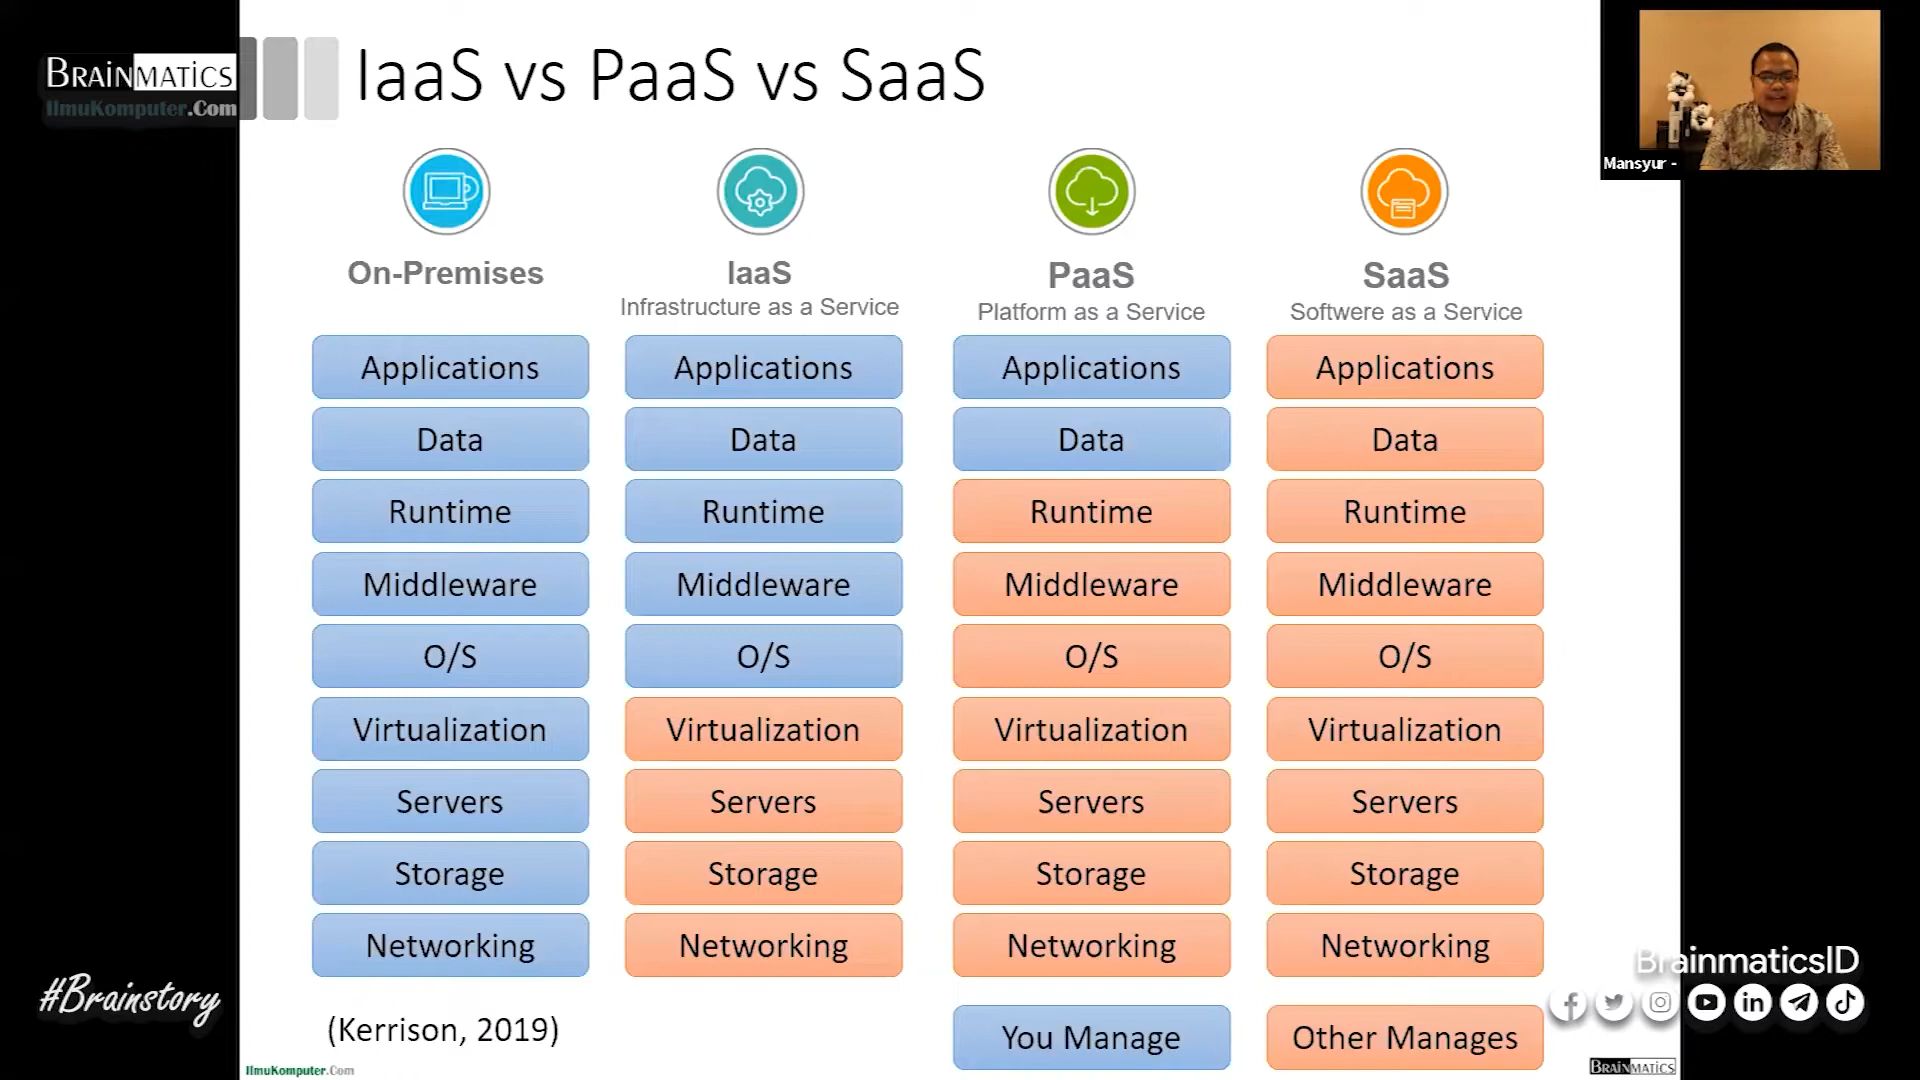 BRAINMATICS
IlmuKomputer.Com
IaaS vs PaaS vs SaaS
Mansyur -
On-Premises
IaaS
Infrastructure as a Service
PaaS
Platform as a Service
SaaS
Softwere as a Service
Applications Applications Applications Applications
Data Data Data Data
Runtime Runtime Runtime Runtime
Middleware Middleware Middleware Middleware
O/S O/S O/S O/S
Virtualization Virtualization Virtualization Virtualization
Servers Servers Servers Servers
Storage Storage Storage Storage
Networking Networking Networking Networking
BrainmaticsID
#Brainstory
(Kerrison, 2019)
You Manage
Other Manages
IlmuKomputer.Com
BRAINMATICS